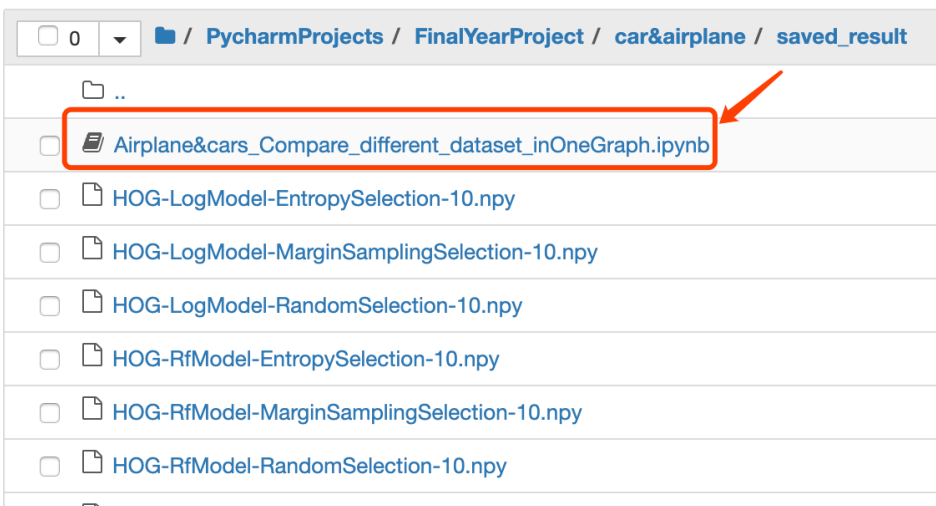 0 / PycharmProjects / FinalYearProject / car&airplane / saved_result
..
Airplane&cars_Compare_different_dataset_inOneGraph.ipynb
HOG-LogModel-EntropySelection-10.npy
HOG-LogModel-MarginSamplingSelection-10.npy
HOG-LogModel-RandomSelection-10.npy
HOG-RfModel-EntropySelection-10.npy
HOG-RfModel-MarginSamplingSelection-10.npy
HOG-RfModel-RandomSelection-10.npy